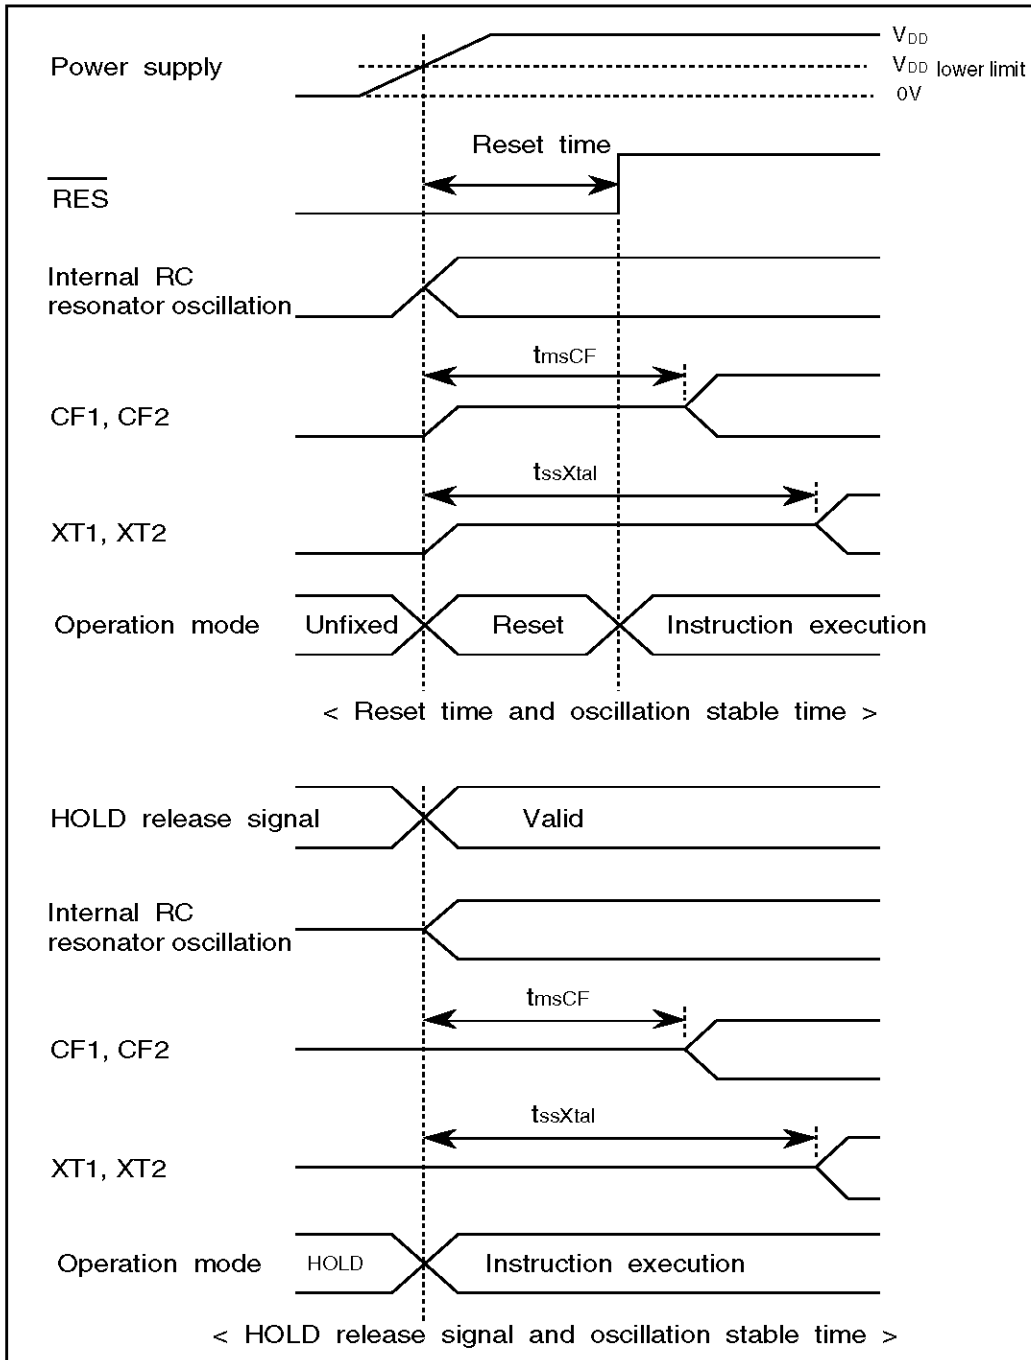 Power supply
VDD
VDD lower limit
0V
Reset time
RES
Internal RC
resonator oscillation
tmsCF
CF1, CF2
tssXtal
XT1, XT2
Operation mode
Unfixed
Reset
Instruction execution
< Reset time and oscillation stable time >
HOLD release signal
Valid
Internal RC
resonator oscillation
tmsCF
CF1, CF2
tssXtal
XT1, XT2
Operation mode
HOLD
Instruction execution
< HOLD release signal and oscillation stable time >